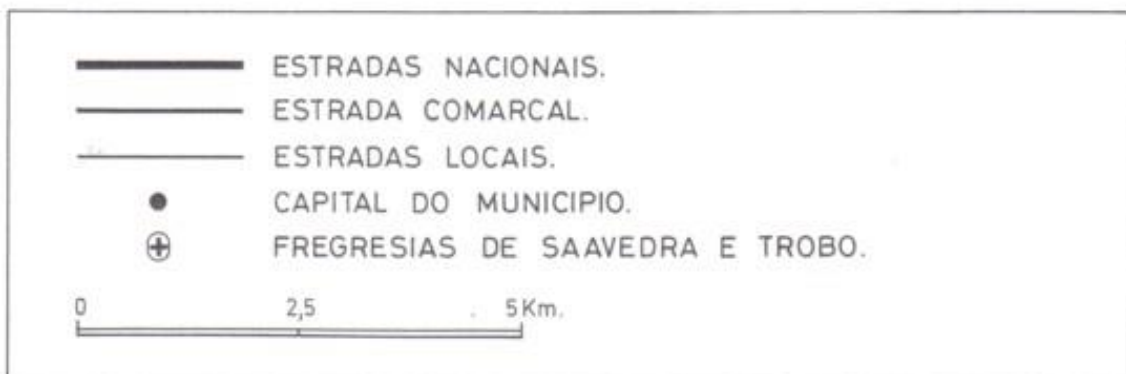 ESTRADAS NACIONAIS.
ESTRADA COMARCAL.
ESTRADAS LOCAIS.
CAPITAL DO MUNICIPIO.
FREGRESIAS DE SAAVEDRA E TROBO.
0 2,5 5 Km.